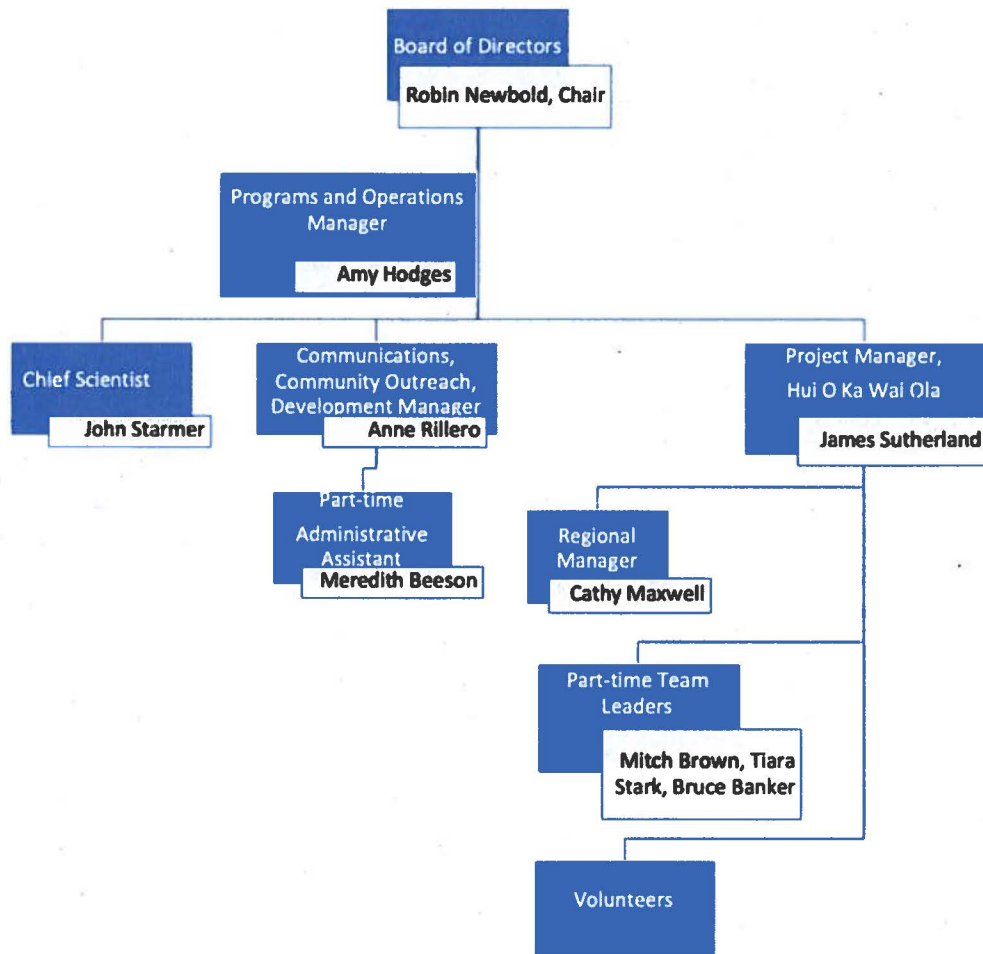 Board of Directors
Robin Newbold, Chair
Programs and Operations
Manager
Amy Hodges
Chief Scientist
John Starmer
Communications,
Community Outreach,
Development Manager
Anne Rillero
Project Manager,
Hui O Ka Wai Ola
James Sutherland
Part-time
Administrative
Assistant
Meredith Beeson
Regional
Manager
Cathy Maxwell
Part-time Team
Leaders
Mitch Brown, Tiara
Stark, Bruce Banker
Volunteers